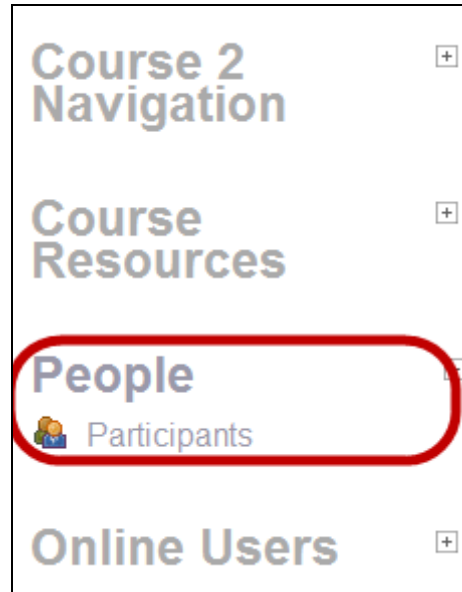 Course 2
Navigation
Course
Resources
People
Participants
Online Users